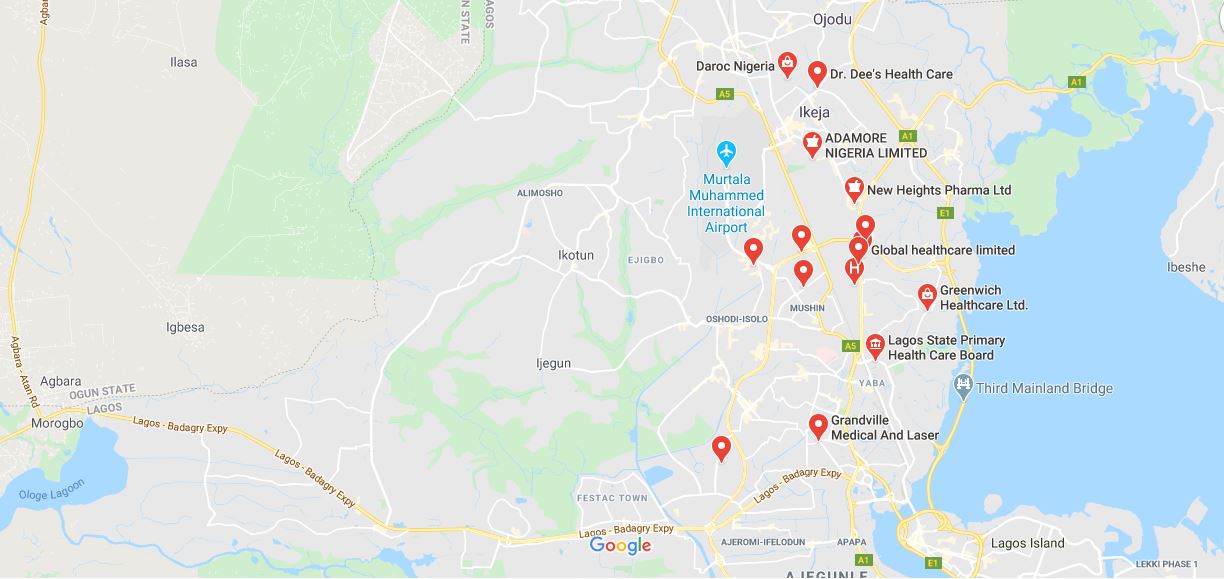 Agbara
LAGOS
OGUN STATE
Ojodu
Ilasa
Daroc Nigeria
Dr. Dee's Health Care
A1
A5
Ikeja
A1
ADAMORE
NIGERIA LIMITED
Murtala
Muhammed
International
Airport
ALIMOSHO
New Heights Pharma Ltd
E1
Ikotun
EJIGBO
Global healthcare limited
H
Ibeshe
Greenwich
Healthcare Ltd.
MUSHIN
OSHODI-ISOLO
Igbesa
A5
Lagos State Primary
Health Care Board
Ijegun
YABA
Third Mainland Bridge
Agbara - Atan Rd
Agbara
OGUN STATE
LAGOS
Morogbo
Lagos - Badagry Expy
Grandville
Medical And Laser
Lagos - Badagry Expy
Lagos - Badagry Expy
Ologe Lagoon
FESTAC TOWN
Lagos - Badagry Expy
Google
AJEROMI-IFELODUN
APAPA
Lagos Island
A1
E1
LEKKI PHASE 1
AJEGUNLE